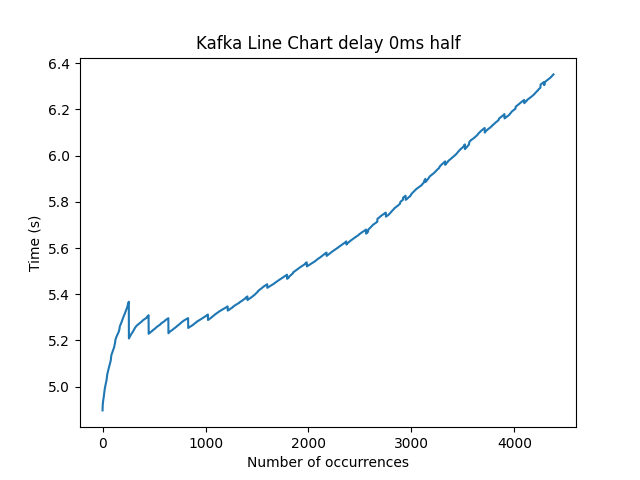 Kafka Line Chart delay 0ms half
6.4
6.2
6.0
5.8
5.6
5.4
5.2
5.0
Time (s)
0 1000 2000 3000 4000
Number of occurrences